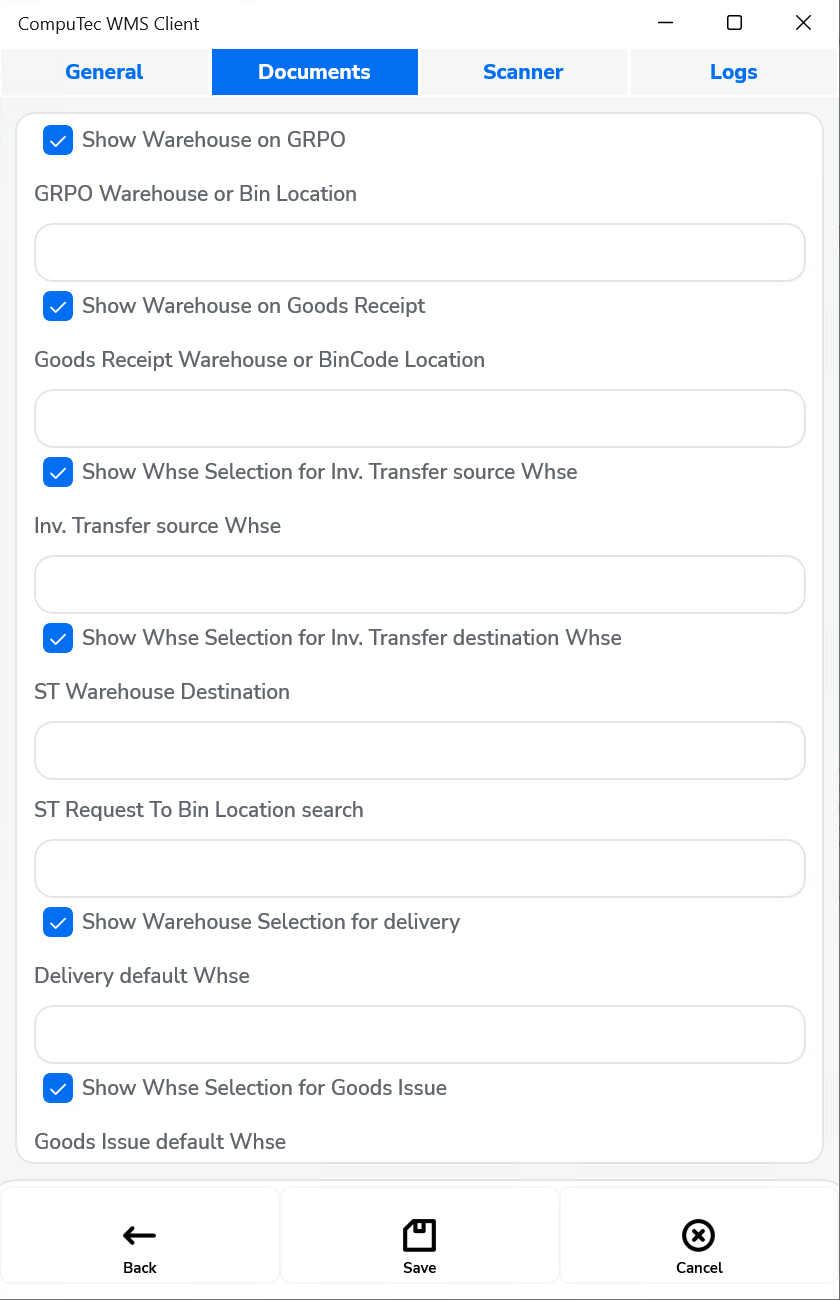 CompuTec WMS Client
General
Documents
Scanner
Logs
Show Warehouse on GRPO
GRPO Warehouse or Bin Location
Show Warehouse on Goods Receipt
Goods Receipt Warehouse or BinCode Location
Show Whse Selection for Inv. Transfer source Whse
Inv. Transfer source Whse
Show Whse Selection for Inv. Transfer destination Whse
ST Warehouse Destination
ST Request To Bin Location search
Show Warehouse Selection for delivery
Delivery default Whse
Show Whse Selection for Goods Issue
Goods Issue default Whse
Back
Save
Cancel